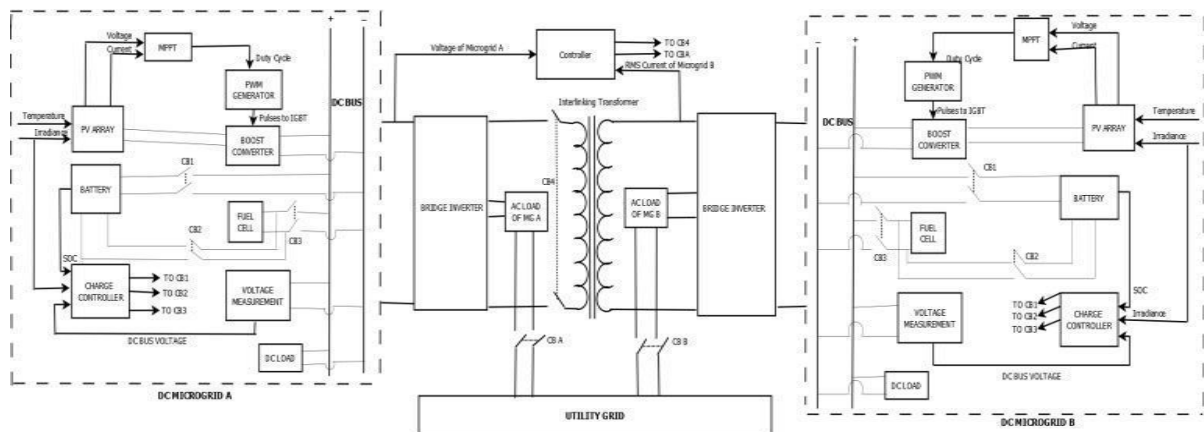 + −
Voltage
Current
MPPT
Duty Cycle
PWM
GENERATOR
DC BUS
Temperature
Irradiance
PV ARRAY
Pulses to IGBT
BOOST
CONVERTER
CB1
BATTERY
CB2
FUEL
CELL
CB3
SOC
CHARGE
CONTROLLER
TO CB1
TO CB2
TO CB3
VOLTAGE
MEASUREMENT
DC BUS VOLTAGE
DC LOAD
DC MICROGRID A
Voltage of Microgrid A
Controller
TO CB4
TO CBA
RMS Current of Microgrid B
Interlinking Transformer
CB4
BRIDGE INVERTER
AC LOAD
OF MG A
AC LOAD
OF MG B
BRIDGE INVERTER
CB A
CB B
UTILITY GRID
− +
MPPT
Voltage
Current
Duty Cycle
PWM
GENERATOR
DC BUS
Pulses to IGBT
BOOST
CONVERTER
PV ARRAY
Temperature
Irradiance
CB1
BATTERY
FUEL
CELL
CB3
CB2
SOC
VOLTAGE
MEASUREMENT
TO CB1
TO CB2
TO CB3
CHARGE
CONTROLLER
Irradiance
DC BUS VOLTAGE
DC LOAD
DC MICROGRID B